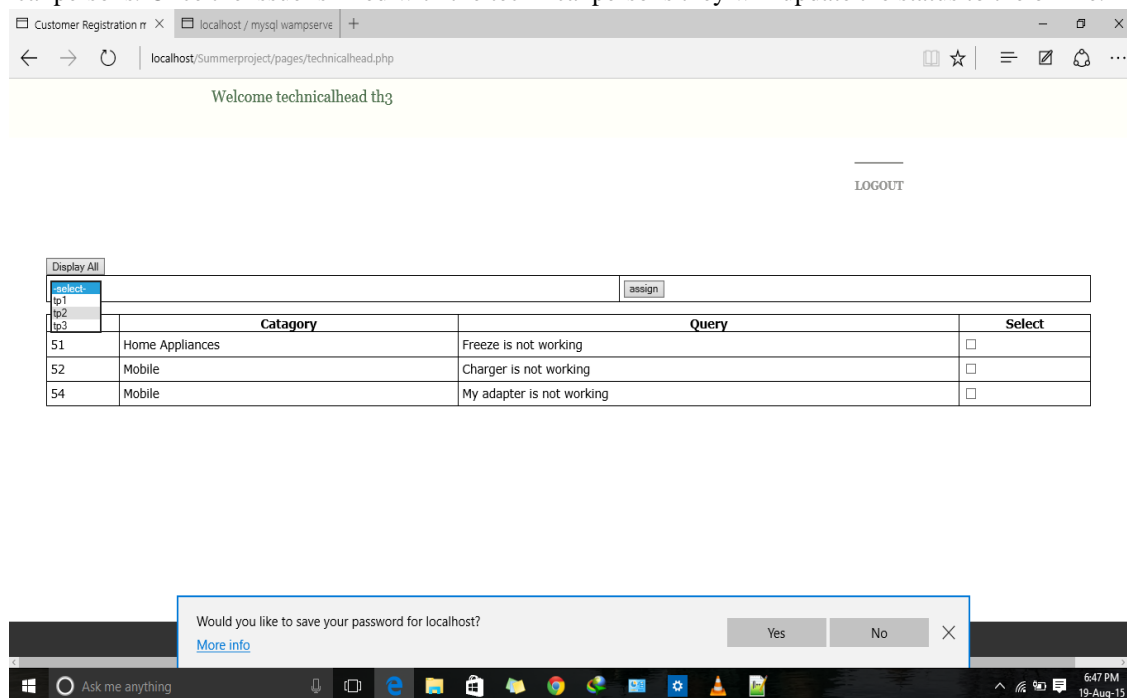 Customer Registration m
localhost / mysql wampserve
localhost/Summerproject/pages/technicalhead.php
Welcome technicalhead th3
LOGOUT
Display All
-select-
tp1
tp2
tp3
assign
Catagory Query Select
51 Home Appliances Freeze is not working
52 Mobile Charger is not working
54 Mobile My adapter is not working
Would you like to save your password for localhost?
More info
Yes
No
Ask me anything
6:47 PM
19-Aug-15